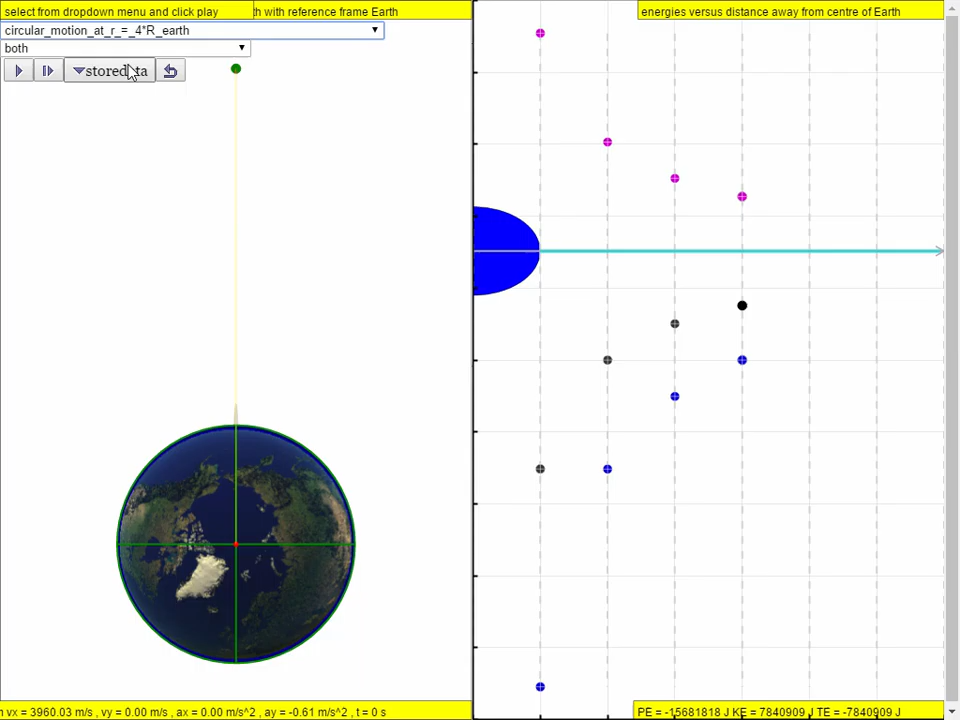 select from dropdown menu and click play
th with reference frame Earth
energies versus distance away from centre of Earth
circular_motion_at_r_=_4*R_earth
both
storedata
vx = 3960.03 m/s , vy = 0.00 m/s , ax = 0.00 m/s^2 , ay = -0.61 m/s^2 , t = 0 s
PE = -15681818 J KE = 7840909 J TE = -7840909 J